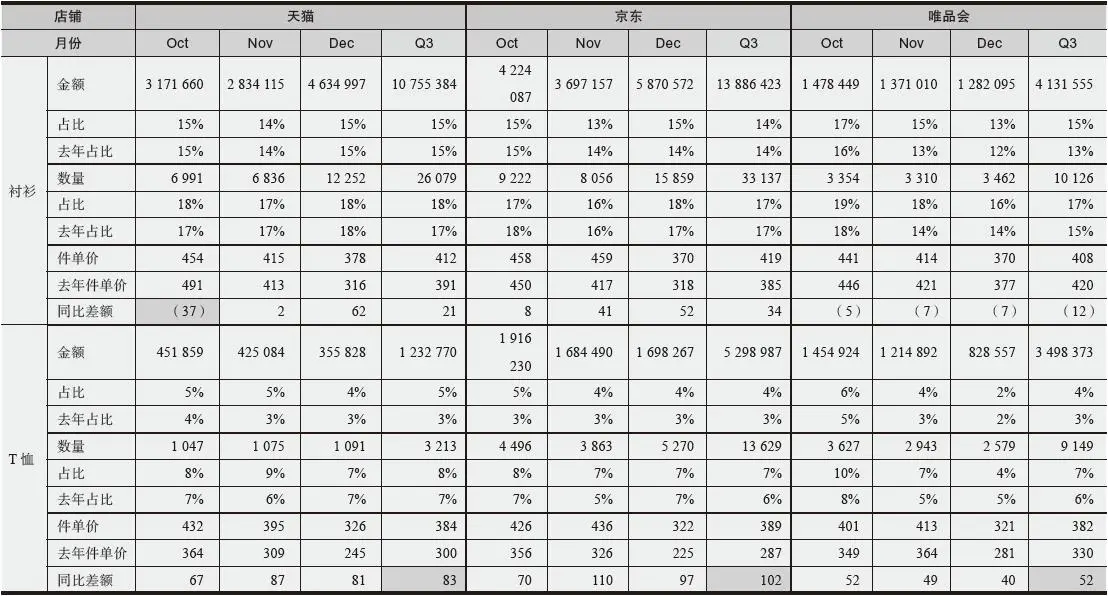 店铺 天猫 京东 唯品会
月份 Oct Nov Dec Q3 Oct Nov Dec Q3 Oct Nov Dec Q3
衬衫
金额 3 171 660 2 834 115 4 634 997 10 755 384 4 224 087 3 697 157 5 870 572 13 886 423 1 478 449 1 371 010 1 282 095 4 131 555
占比 15% 14% 15% 15% 15% 13% 15% 14% 17% 15% 13% 15%
去年占比 15% 14% 15% 15% 15% 14% 14% 14% 16% 13% 12% 13%
数量 6 991 6 836 12 252 26 079 9 222 8 056 15 859 33 137 3 354 3 310 3 462 10 126
占比 18% 17% 18% 18% 17% 16% 18% 17% 19% 18% 16% 17%
去年占比 17% 17% 18% 17% 18% 16% 17% 17% 18% 14% 14% 15%
件单价 454 415 378 412 458 459 370 419 441 414 370 408
去年件单价 491 413 316 391 450 417 318 385 446 421 377 420
同比差额 （37） 2 62 21 8 41 52 34 （5） （7） （7） （12）
T恤
金额 451 859 425 084 355 828 1 232 770 1 916 230 1 684 490 1 698 267 5 298 987 1 454 924 1 214 892 828 557 3 498 373
占比 5% 5% 4% 5% 5% 4% 4% 4% 6% 4% 2% 4%
去年占比 4% 3% 3% 3% 3% 3% 3% 3% 5% 3% 2% 3%
数量 1 047 1 075 1 091 3 213 4 496 3 863 5 270 13 629 3 627 2 943 2 579 9 149
占比 8% 9% 7% 8% 8% 7% 7% 7% 10% 7% 4% 7%
去年占比 7% 6% 7% 7% 7% 5% 7% 6% 8% 5% 5% 6%
件单价 432 395 326 384 426 436 322 389 401 413 321 382
去年件单价 364 309 245 300 356 326 225 287 349 364 281 330
同比差额 67 87 81 83 70 110 97 102 52 49 40 52